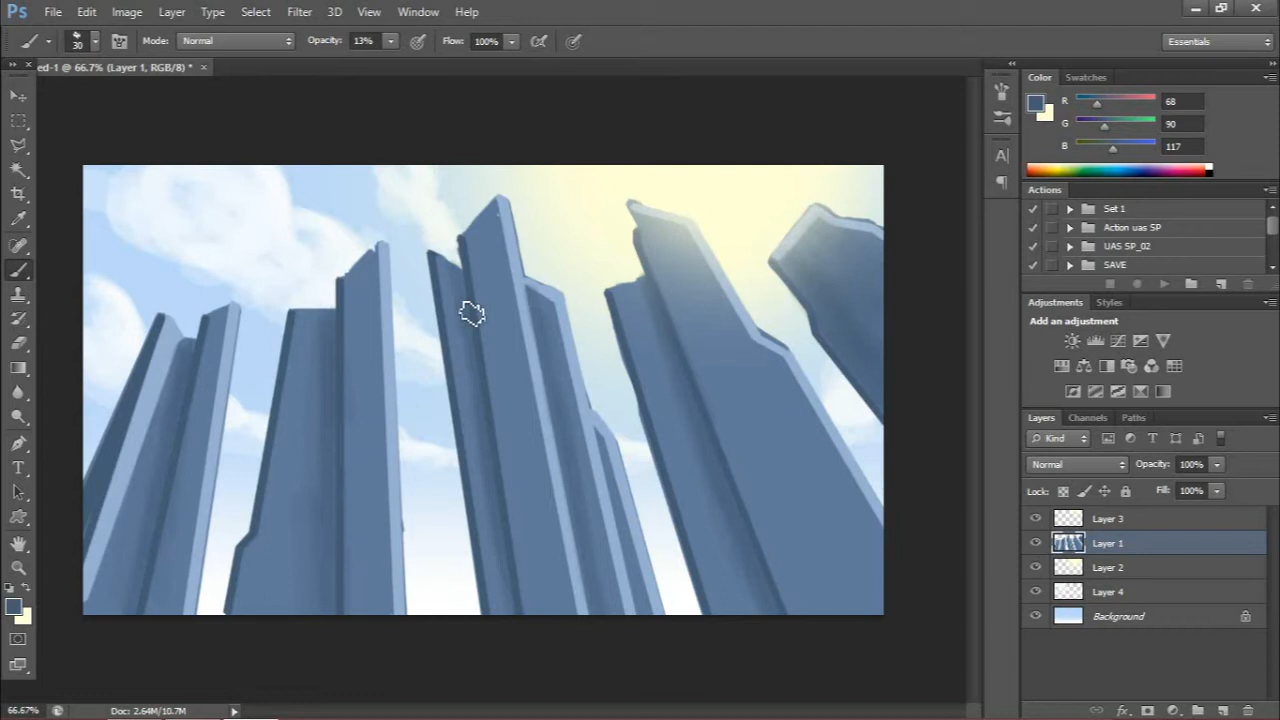 Ps File Edit Image Layer Type Select Filter 3D View Window Help
30 Mode: Normal Opacity: 13% Flow: 100% Essentials
ed-1 @ 66.7% (Layer 1, RGB/8) *
Color Swatches
R 68
G 90
B 117
Actions
Set 1
Action uas SP
UAS SP_02
SAVE
Adjustments Styles
Add an adjustment
Layers Channels Paths
Kind
Normal Opacity: 100%
Lock: Fill: 100%
Layer 3
Layer 1
Layer 2
Layer 4
Background
66.67% Doc: 2.64M/10.7M